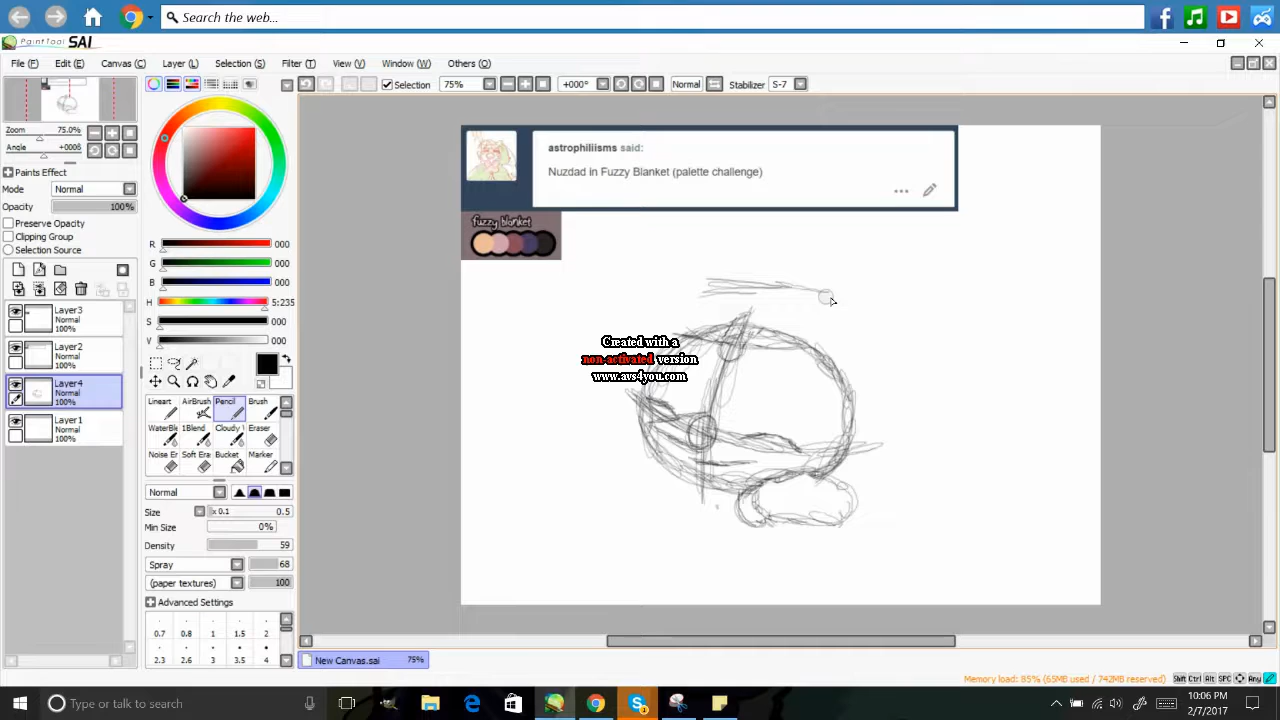 Search the web...
PaintTool SAI
File (F) Edit (E) Canvas (C) Layer (L) Selection (S) Filter (T) View (V) Window (W) Others (O)
Selection 75% +000° Normal Stabilizer S-7
Zoom 75.0%
Angle +000ß
Paints Effect
Mode Normal
Opacity 100%
Preserve Opacity
Clipping Group
Selection Source
Layer3
Normal
100%
Layer2
Normal
100%
Layer4
Normal
100%
Layer1
Normal
100%
R 000
G 000
B 000
H 5:235
S 000
V 000
Lineart AirBrush Pencil Brush
WaterBle 1Blend Cloudy Eraser
Noise Er Soft Era Bucket Marker
Normal
Size x 0.1 0.5
Min Size 0%
Density 59
Spray 68
(paper textures) 100
Advanced Settings
0.7 0.8 1 1.5 2
2.3 2.6 3 3.5 4
astrophiliisms said:
Nuzdad in Fuzzy Blanket (palette challenge)
fuzzy blanket
Created with a
non-activated version
www.avs4you.com
New Canvas.sai 75%
Memory load: 85% (65MB used / 742MB reserved) Shift Ctrl Alt SPC Any
Type here or talk to search
10:06 PM
2/7/2017